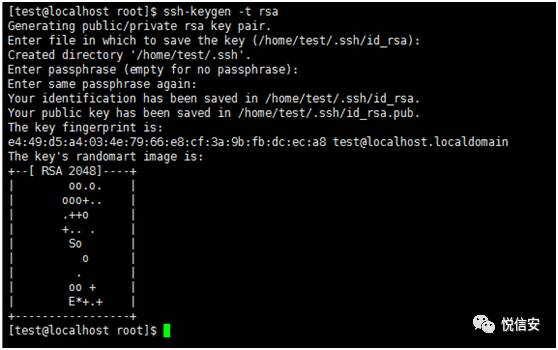 [test@localhost root]$ ssh-keygen -t rsa
Generating public/private rsa key pair.
Enter file in which to save the key (/home/test/.ssh/id_rsa):
Created directory '/home/test/.ssh'.
Enter passphrase (empty for no passphrase):
Enter same passphrase again:
Your identification has been saved in /home/test/.ssh/id_rsa.
Your public key has been saved in /home/test/.ssh/id_rsa.pub.
The key fingerprint is:
e4:49:d5:a4:03:4e:79:66:e8:cf:3a:9b:fb:dc:ec:a8 test@localhost.localdomain
The key's randomart image is:
+--[ RSA 2048]----+
|        oo.o.    |
|       ooo+..    |
|       .++o      |
|       +.. .     |
|        So       |
|          o      |
|         .       |
|        oo +     |
|        E*+.+    |
+-----------------+
[test@localhost root]$
悦信安